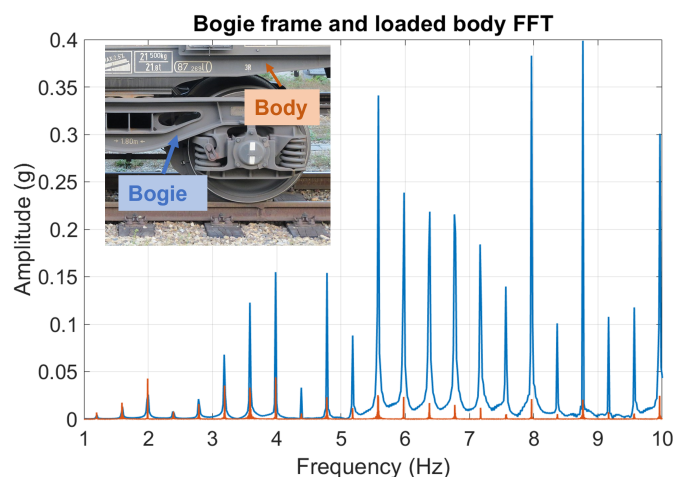 Bogie frame and loaded body FFT
Amplitude (g)
0.4
0.35
0.3
0.25
0.2
0.15
0.1
0.05
0
21 500kg
21at
Body
1.80m
Bogie
1 2 3 4 5 6 7 8 9 10
Frequency (Hz)